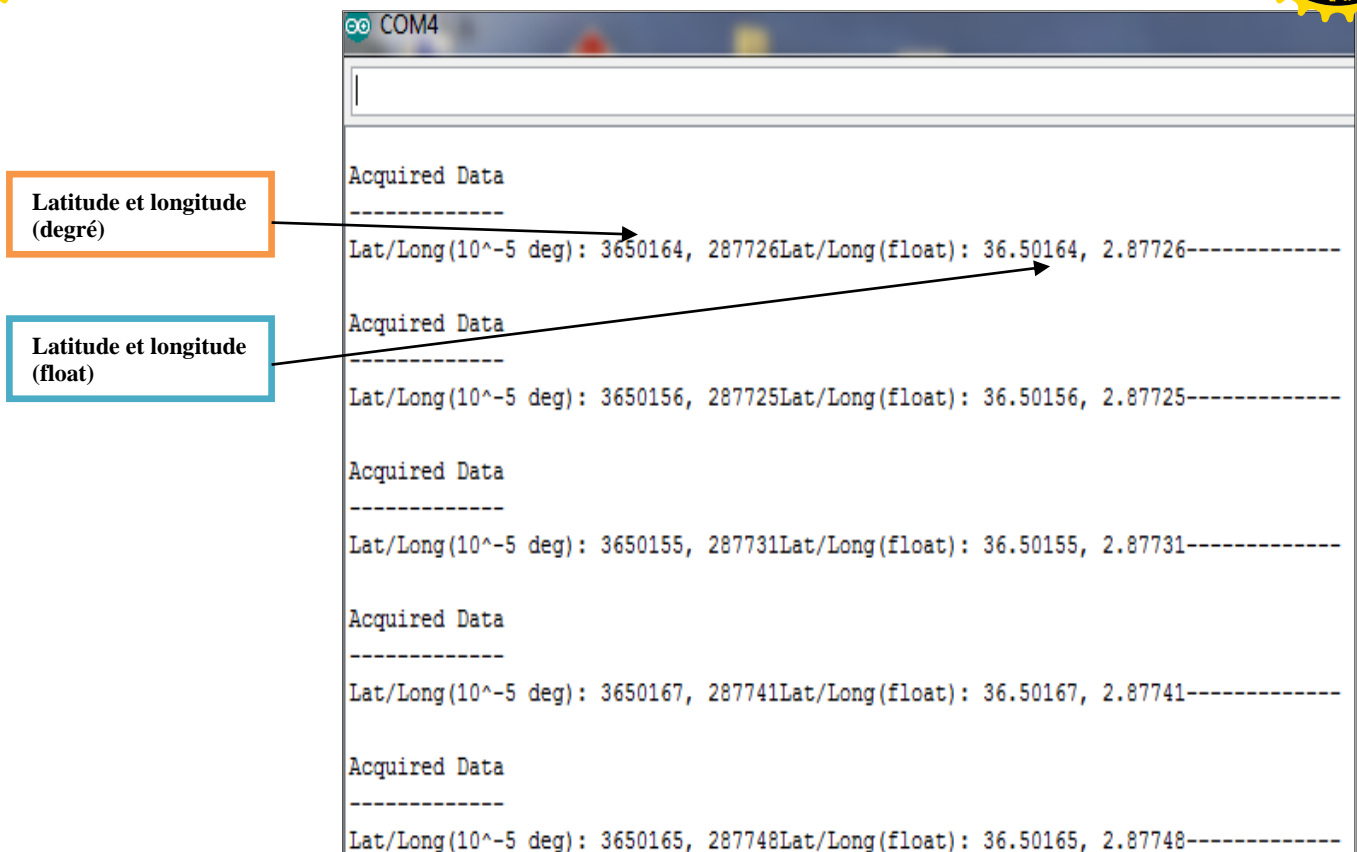 COM4
Acquired Data
-------------
Latitude et longitude
(degré)
Lat/Long(10^-5 deg): 3650164, 287726Lat/Long(float): 36.50164, 2.87726-------------
Acquired Data
-------------
Latitude et longitude
(float)
Lat/Long(10^-5 deg): 3650156, 287725Lat/Long(float): 36.50156, 2.87725-------------
Acquired Data
-------------
Lat/Long(10^-5 deg): 3650155, 287731Lat/Long(float): 36.50155, 2.87731-------------
Acquired Data
-------------
Lat/Long(10^-5 deg): 3650167, 287741Lat/Long(float): 36.50167, 2.87741-------------
Acquired Data
-------------
Lat/Long(10^-5 deg): 3650165, 287748Lat/Long(float): 36.50165, 2.87748-------------